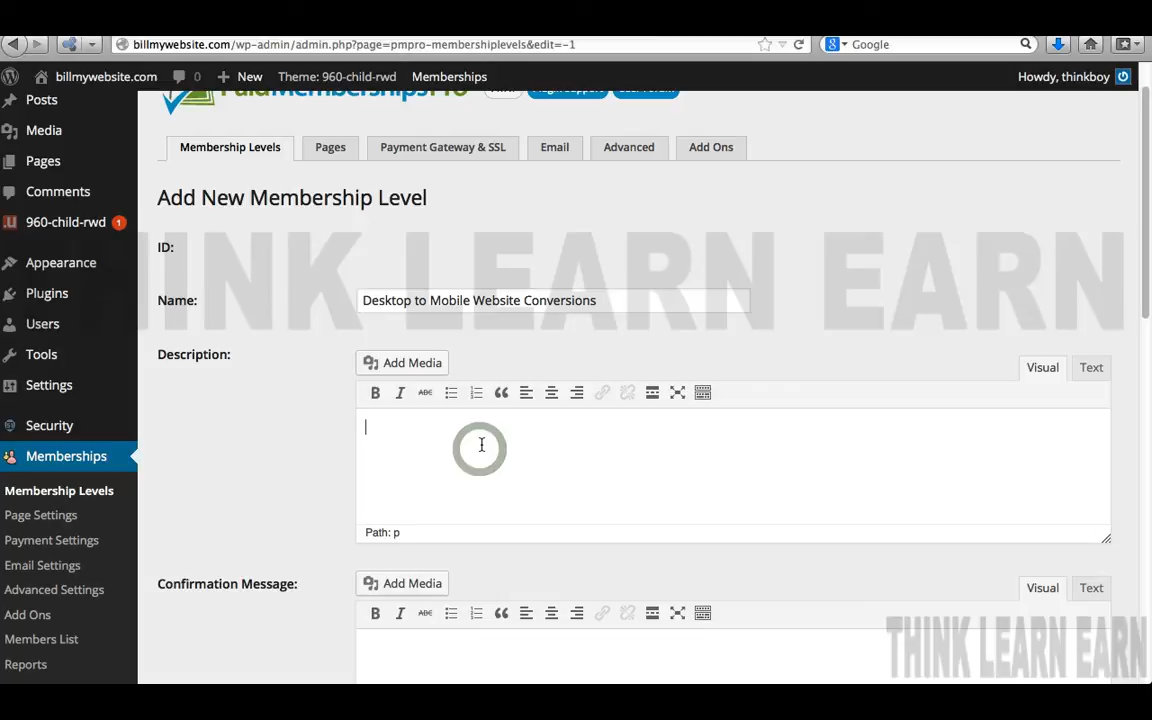 billmywebsite.com/wp-admin/admin.php?page=pmpro-membershiplevels&edit=-1
Google
billmywebsite.com 0 New Theme: 960-child-rwd Memberships Howdy, thinkboy
Posts
Media
Pages
Comments
960-child-rwd 1
Appearance
Plugins
Users
Tools
Settings
Security
Memberships
Membership Levels
Page Settings
Payment Settings
Email Settings
Advanced Settings
Add Ons
Members List
Reports
PaidMembershipsPro
Membership Levels Pages Payment Gateway & SSL Email Advanced Add Ons
Add New Membership Level
ID:
THINK LEARN EARN
Name: Desktop to Mobile Website Conversions
Description: Add Media Visual Text
B I ABC
Path: p
Confirmation Message: Add Media Visual Text
B I ABC
THINK LEARN EARN